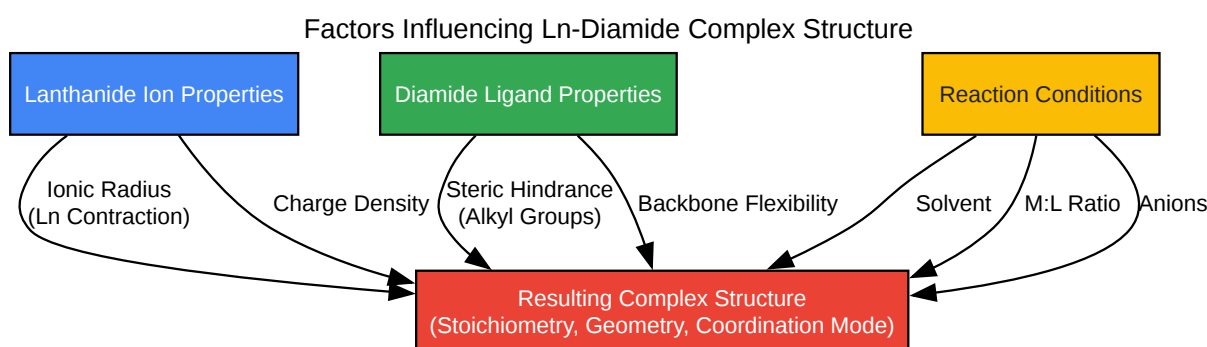 Factors Influencing Ln-Diamide Complex Structure
Lanthanide Ion Properties
Diamide Ligand Properties
Reaction Conditions
Ionic Radius
(Ln Contraction)
Charge Density
Steric Hindrance
(Alkyl Groups)
Backbone Flexibility
Solvent
M:L Ratio
Anions
Resulting Complex Structure
(Stoichiometry, Geometry, Coordination Mode)